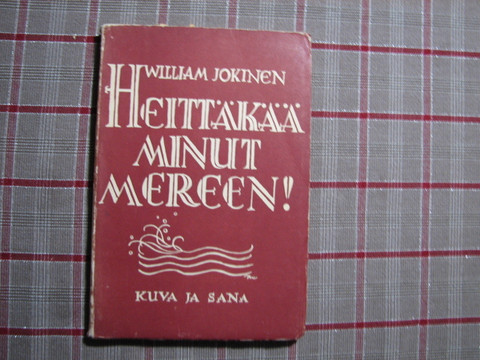 WILLIAM JOKINEN
HEITTÄKÄÄ
MINUT
MEREEN!
KUVA JA SANA